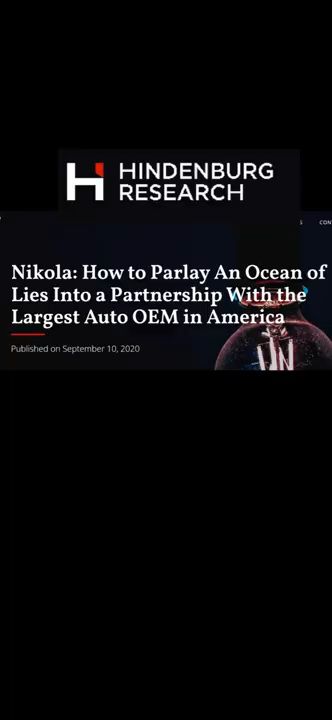 HINDENBURG
RESEARCH
S CON
Nikola: How to Parlay An Ocean of
Lies Into a Partnership With the
Largest Auto OEM in America
Published on September 10, 2020